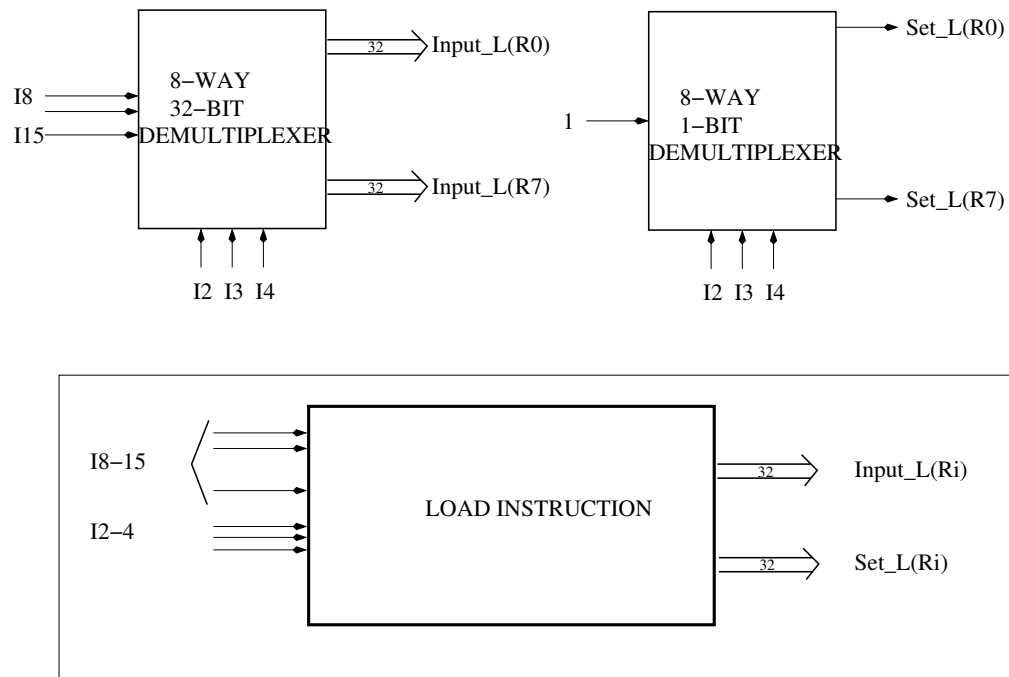 8−WAY
32−BIT
DEMULTIPLEXER
I8
I15
32
Input_L(R0)
32
Input_L(R7)
I2 I3 I4
8−WAY
1−BIT
DEMULTIPLEXER
1
Set_L(R0)
Set_L(R7)
I2 I3 I4
I8−15
I2−4
LOAD INSTRUCTION
32
Input_L(Ri)
32
Set_L(Ri)